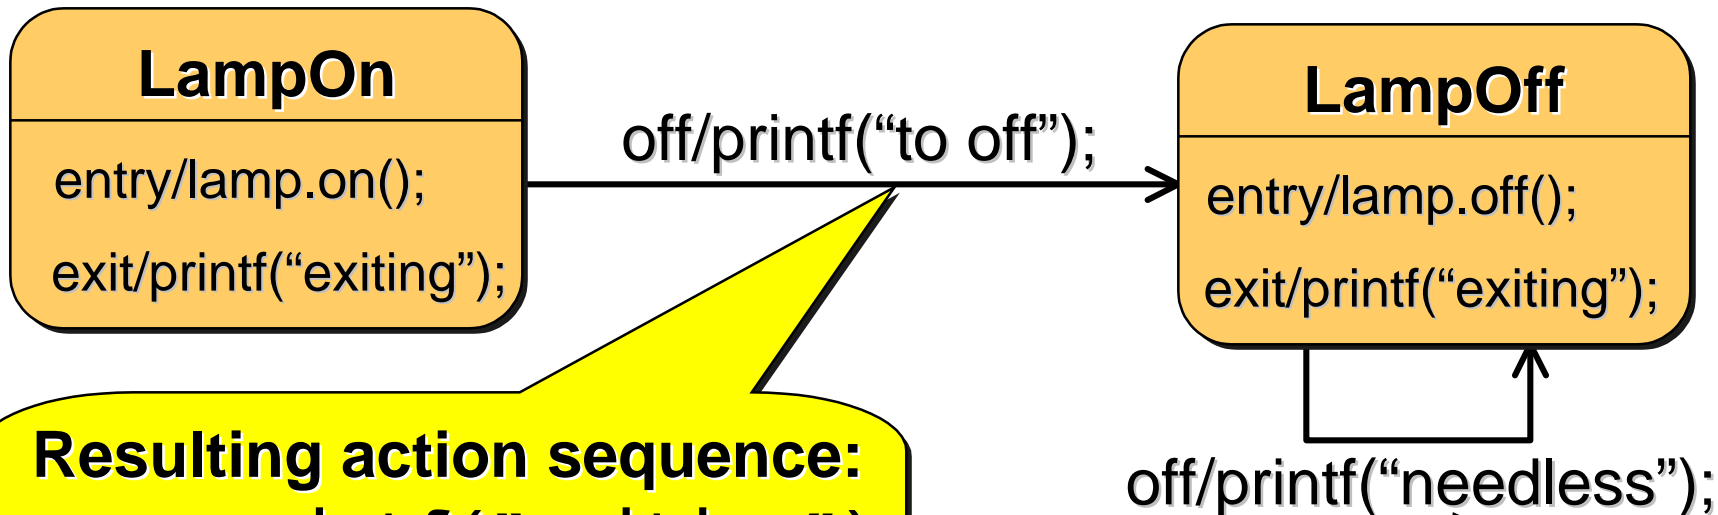 LampOn
entry/lamp.on();
exit/printf(“exiting”);
off/printf(“to off”);
LampOff
entry/lamp.off();
exit/printf(“exiting”);
off/printf(“needless”);
Resulting action sequence: